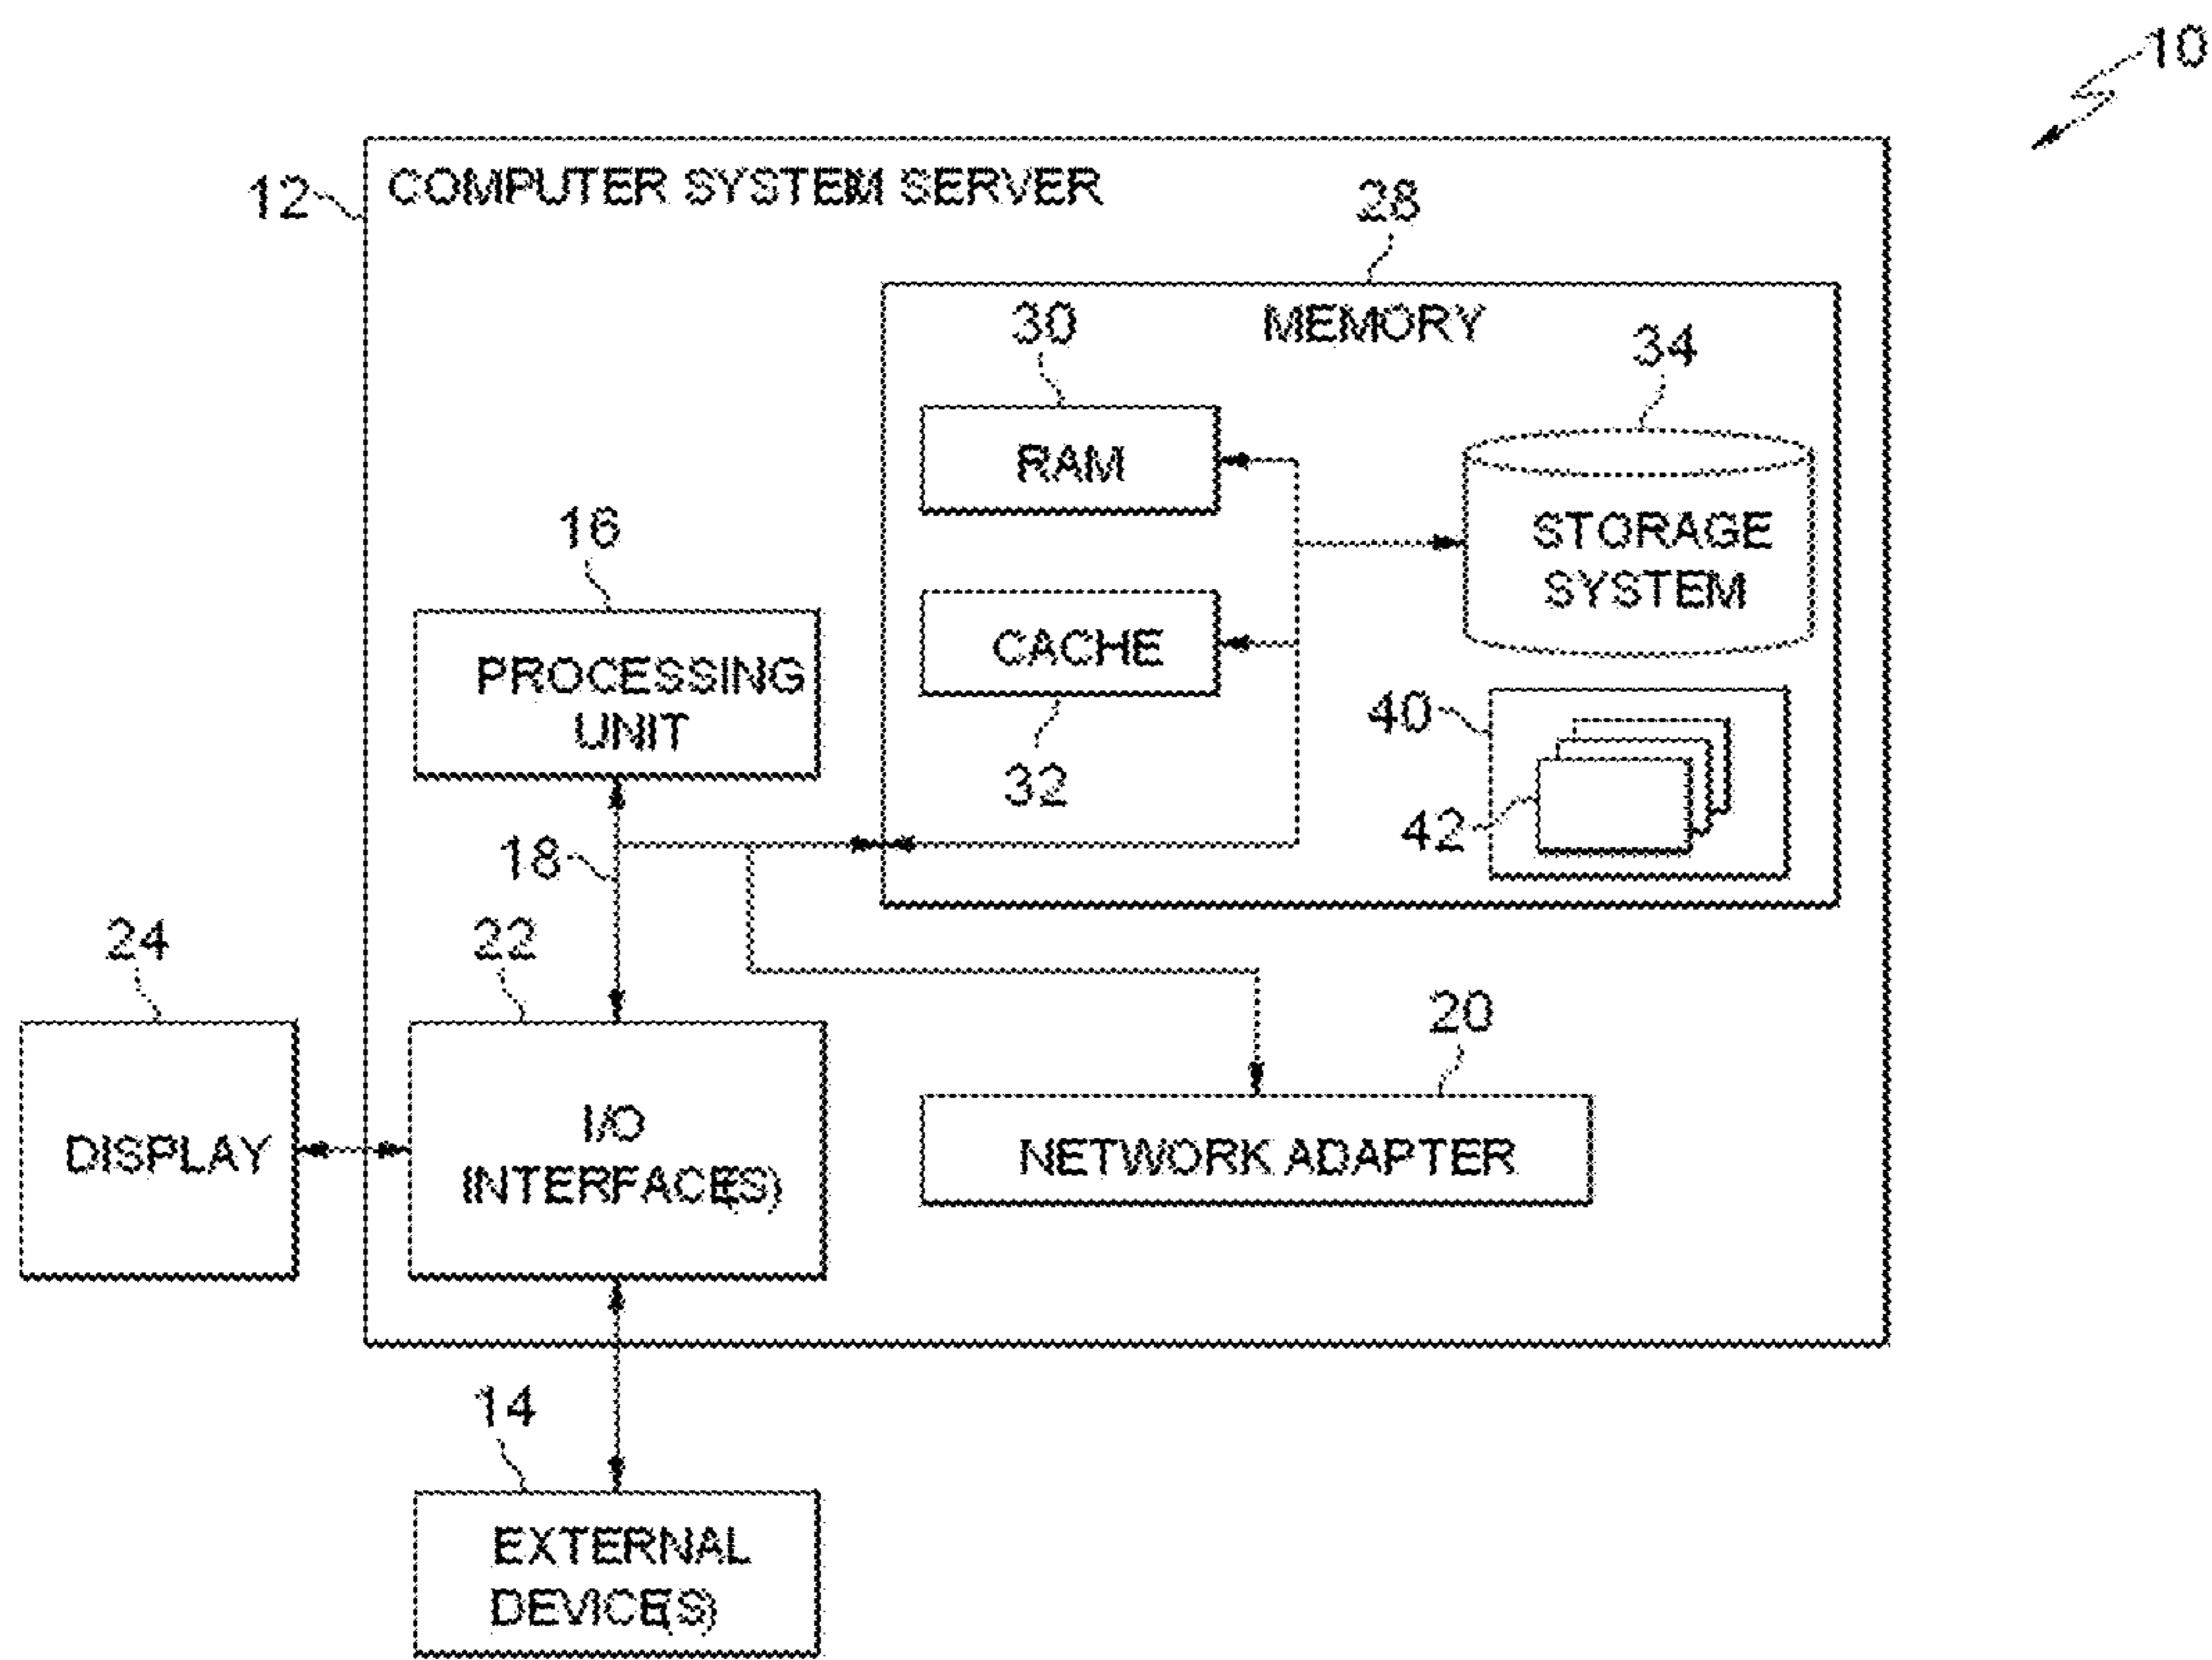 10
12
COMPUTER SYSTEM SERVER
28
MEMORY
30
34
RAM
STORAGE
SYSTEM
16
PROCESSING
UNIT
CACHE
32
40
42
18
22
24
20
DISPLAY
I/O
INTERFACE(S)
NETWORK ADAPTER
14
EXTERNAL
DEVICE(S)